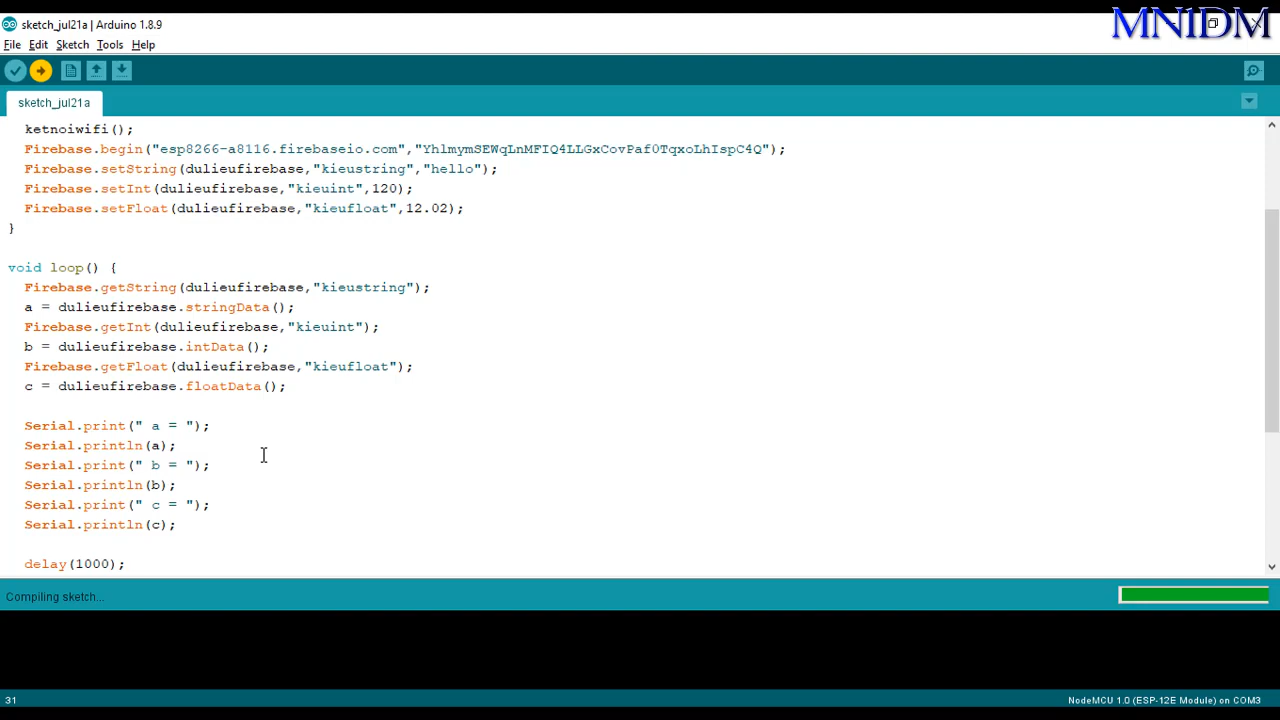 sketch_jul21a | Arduino 1.8.9
MNIDM
File Edit Sketch Tools Help
sketch_jul21a
ketnoiwifi();
Firebase.begin("esp8266-a8116.firebaseio.com","YhlmymSEWqLnMFIQ4LLGxCovPaf0TqxoLhIspC4Q");
Firebase.setString(dulieufirebase,"kieustring","hello");
Firebase.setInt(dulieufirebase,"kieuint",120);
Firebase.setFloat(dulieufirebase,"kieufloat",12.02);
}
void loop() {
Firebase.getString(dulieufirebase,"kieustring");
a = dulieufirebase.stringData();
Firebase.getInt(dulieufirebase,"kieuint");
b = dulieufirebase.intData();
Firebase.getFloat(dulieufirebase,"kieufloat");
c = dulieufirebase.floatData();
Serial.print(" a = ");
Serial.println(a);
Serial.print(" b = ");
Serial.println(b);
Serial.print(" c = ");
Serial.println(c);
delay(1000);
Compiling sketch...
31
NodeMCU 1.0 (ESP-12E Module) on COM3